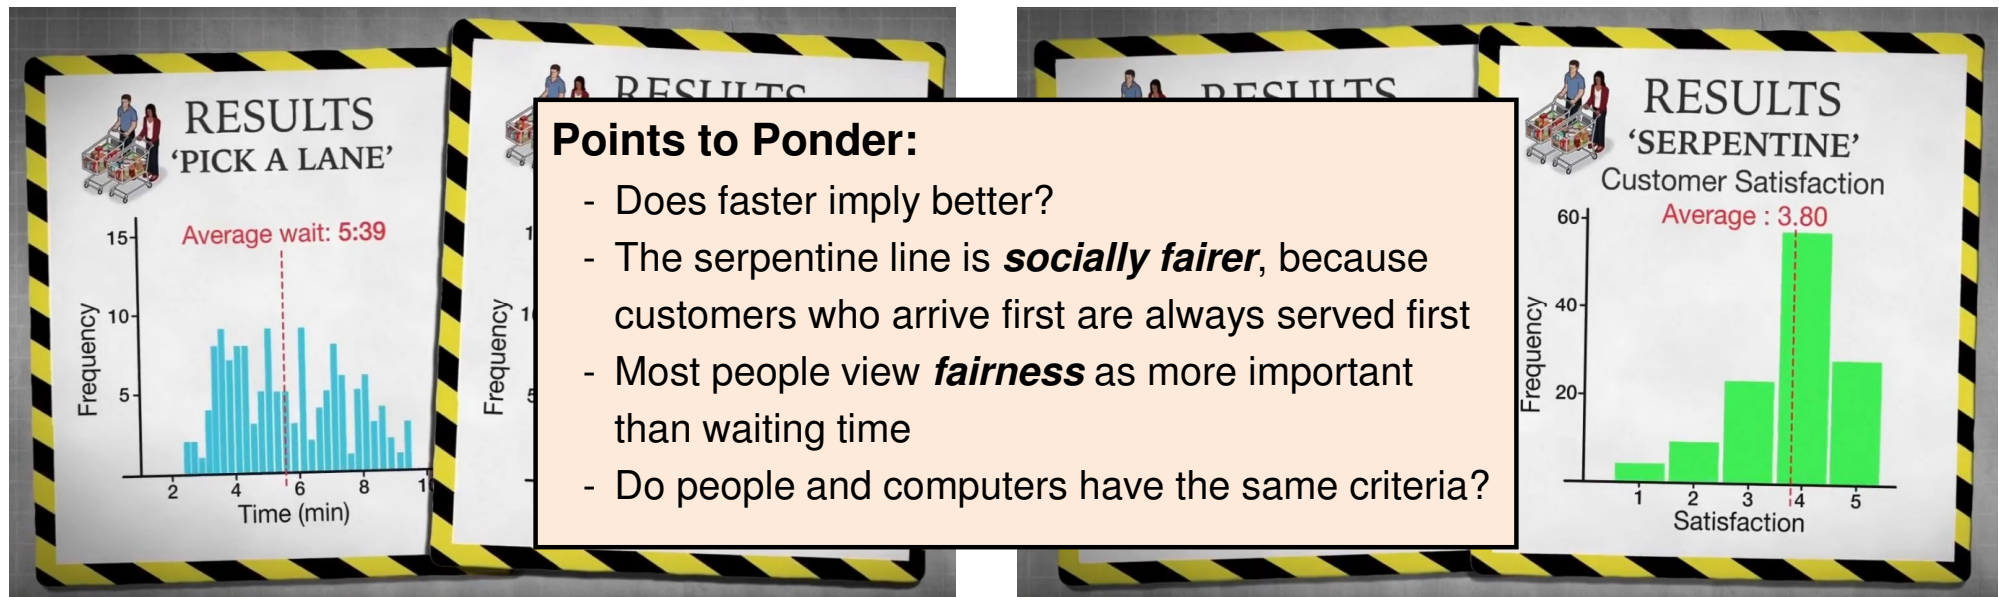 RESULTS
'PICK A LANE'
Average wait: 5:39
15
10
5
Frequency
2 4 6 8
Time (min)
RESULTS
Frequency
Points to Ponder:
- Does faster imply better?
- The serpentine line is socially fairer, because
customers who arrive first are always served first
- Most people view fairness as more important
than waiting time
- Do people and computers have the same criteria?
RESULTS
RESULTS
'SERPENTINE'
Customer Satisfaction
Average : 3.80
60
40
20
Frequency
1 2 3 4 5
Satisfaction